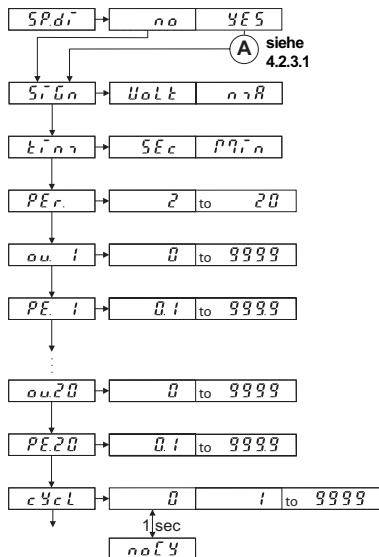 SP.di no YES
A siehe
4.2.3.1
SiGn VoLt mA
tim SEc Min
PEr. 2 to 20
ou. 1 0 to 9999
PE. 1 0.1 to 999.9
ou.20 0 to 9999
PE.20 0.1 to 999.9
cYcL 0 1 to 9999
1 sec
noCY